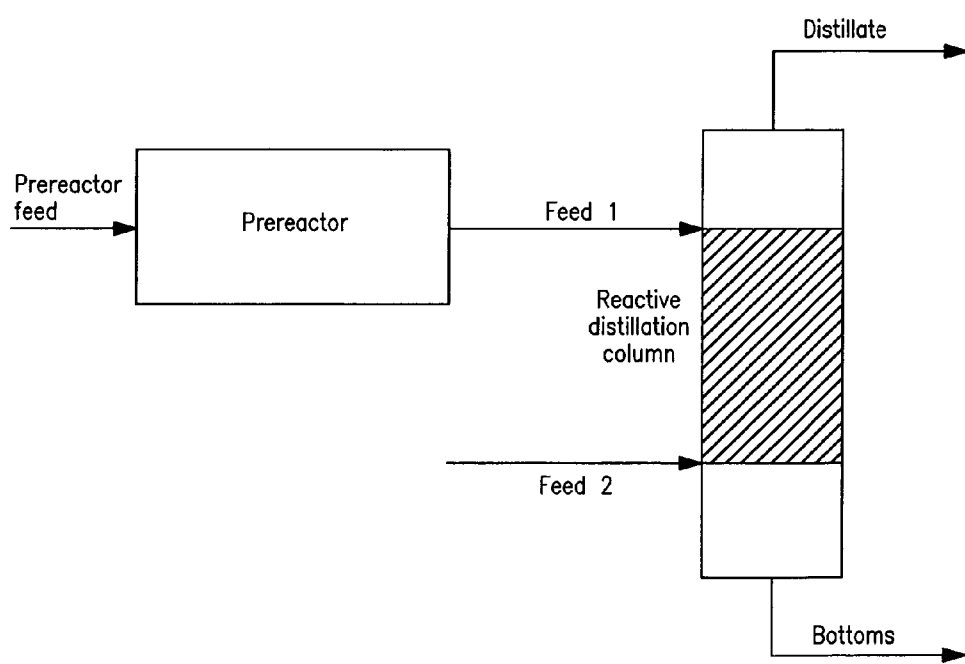 Distillate
Prereactor
feed
Prereactor
Feed 1
Reactive
distillation
column
Feed 2
Bottoms